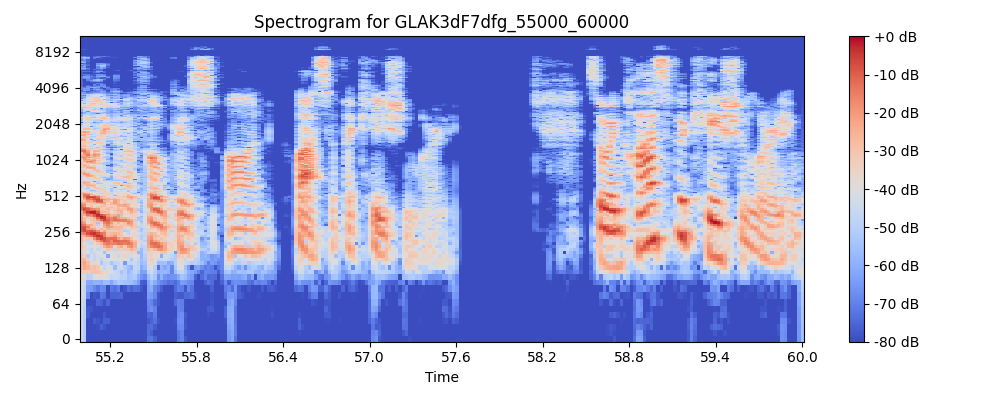 Spectrogram for GLAK3dF7dfg_55000_60000
Hz
8192
4096
2048
1024
512
256
128
64
0
55.2 55.8 56.4 57.0 57.6 58.2 58.8 59.4 60.0
Time
+0 dB
-10 dB
-20 dB
-30 dB
-40 dB
-50 dB
-60 dB
-70 dB
-80 dB